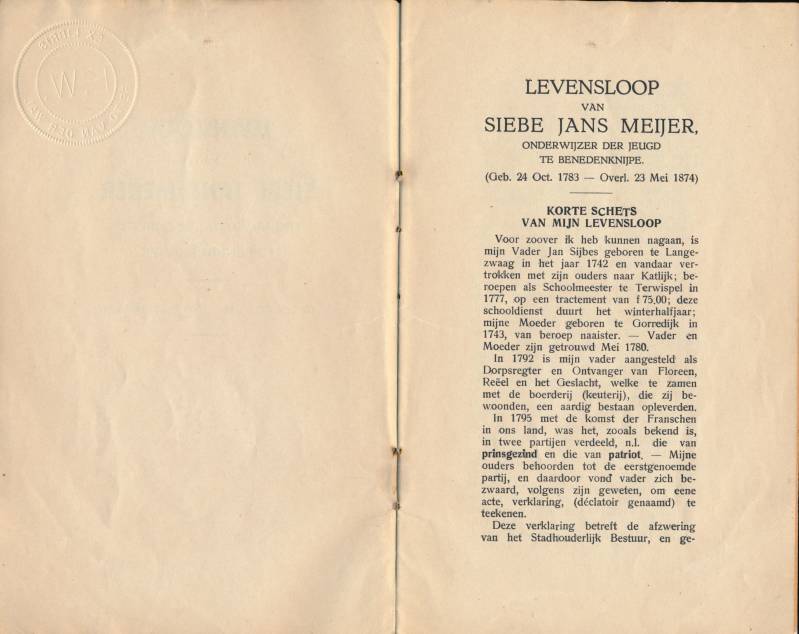 LEVENSLOOP
VAN
SIEBE JANS MEIJER,
ONDERWIJZER DER JEUGD
TE BENEDENKNIJPE.
(Geb. 24 Oct. 1783 — Overl. 23 Mei 1874)
KORTE SCHETS
VAN MIJN LEVENSLOOP
Voor zoover ik heb kunnen nagaan, is
mijn Vader Jan Sijbes geboren te Lange-
zwaag in het jaar 1742 en vandaar ver-
trokken met zijn ouders naar Katlijk; be-
roepen als Schoolmeester te Terwispel in
1777, op een tractement van f 75,00; deze
schooldienst duurt het winterhalfjaar;
mijne Moeder geboren te Gorredijk in
1743, van beroep naaister. — Vader en
Moeder zijn getrouwd Mei 1780.
In 1792 is mijn vader aangesteld als
Dorpsregter en Ontvanger van Floreen,
Reëel en het Geslacht, welke te zamen
met de boerderij (keuterij), die zij be-
woonden, een aardig bestaan opleverden.
In 1795 met de komst der Franschen
in ons land, was het, zooals bekend is,
in twee partijen verdeeld, n.l. die van
prinsgezind en die van patriot. — Mijne
ouders behoorden tot de eerstgenoemde
partij, en daardoor vond vader zich be-
zwaard, volgens zijn geweten, om eene
acte, verklaring, (déclatoir genaamd) te
teekenen.
Deze verklaring betreft de afzwering
van het Stadhouderlijk Bestuur, en ge-